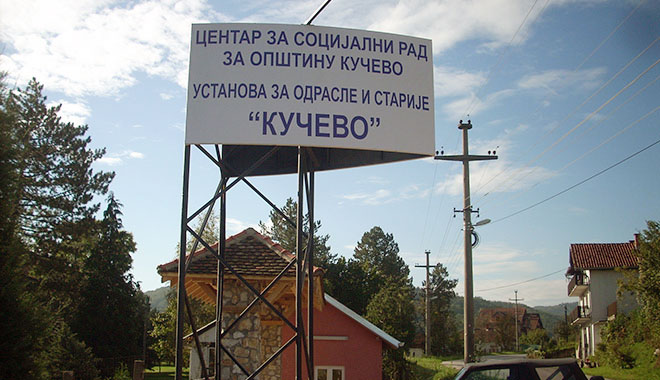 ЦЕНТАР ЗА СОЦИЈАЛНИ РАД
ЗА ОПШТИНУ КУЧЕВО
УСТАНОВА ЗА ОДРАСЛЕ И СТАРИЈЕ
“КУЧЕВО”